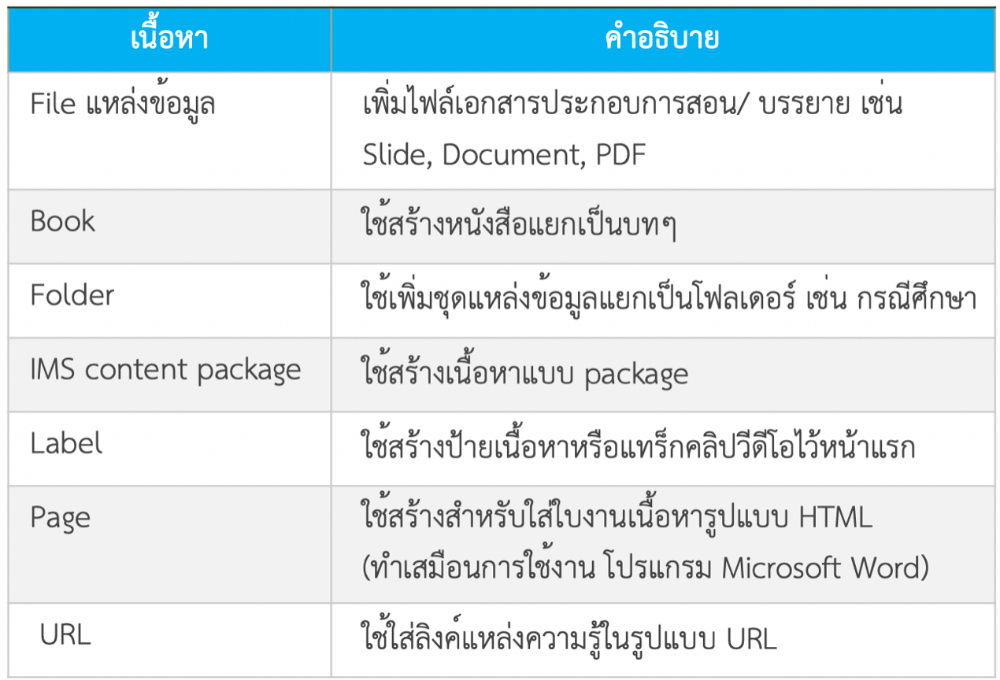 เนื้อหา
คำอธิบาย
File แหล่งข้อมูล
เพิ่มไฟล์เอกสารประกอบการสอน/ บรรยาย เช่น
Slide, Document, PDF
Book
ใช้สร้างหนังสือแยกเป็นบทๆ
Folder
ใช้เพิ่มชุดแหล่งข้อมูลแยกเป็นโฟลเดอร์ เช่น กรณีศึกษา
IMS content package
ใช้สร้างเนื้อหาแบบ package
Label
ใช้สร้างป้ายเนื้อหาหรือแทร็กคลิปวีดีโอไว้หน้าแรก
Page
ใช้สร้างสำหรับใส่ใบงานเนื้อหารูปแบบ HTML
(ทำเสมือนการใช้งาน โปรแกรม Microsoft Word)
URL
ใช้ใส่ลิงค์แหล่งความรู้ในรูปแบบ URL